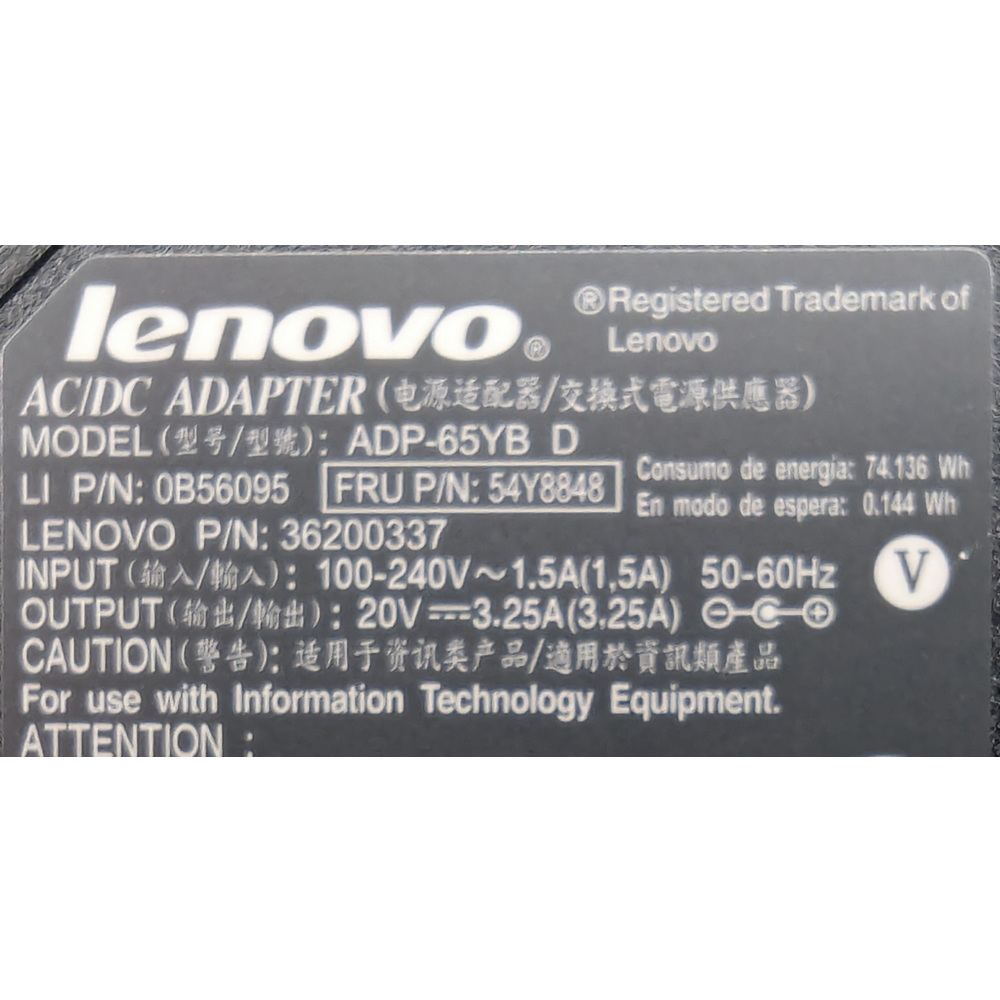 lenovo®
®Registered Trademark of
Lenovo
AC/DC ADAPTER (电源适配器/交換式電源供應器)
MODEL (型号/型號): ADP-65YB D
LI P/N: 0B56095 FRU P/N: 54Y8848
Consumo de energia: 74.136 Wh
En modo de espera: 0.144 Wh
LENOVO P/N: 36200337
INPUT (输入/輸入): 100-240V~1.5A(1,5A) 50-60Hz
V
OUTPUT (输出/輸出): 20V⎓3.25A(3,25A)
CAUTION (警告): 适用于资讯类产品/適用於資訊類產品
For use with Information Technology Equipment.
ATTENTION :